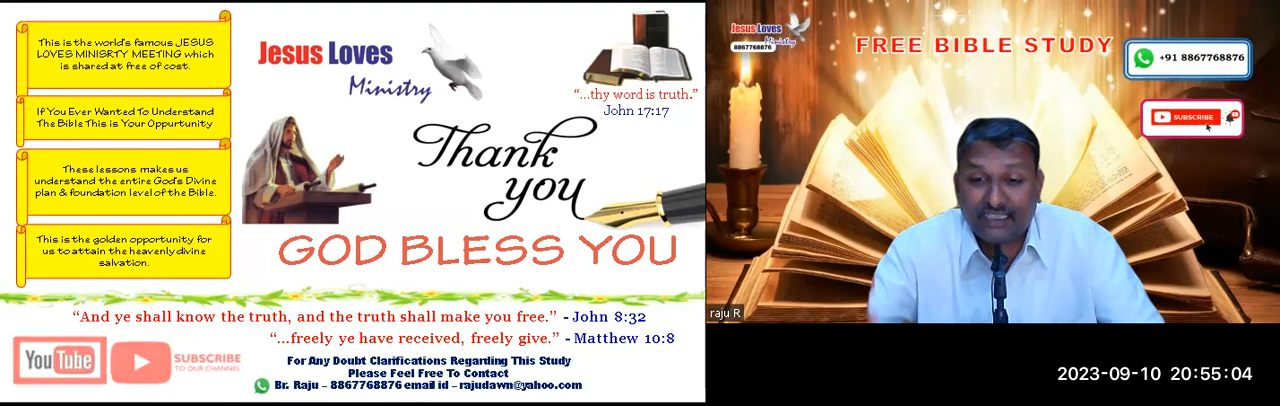 This is the world's famous JESUS
LOVES MINISRTY MEETING which
is shared at free of cost.
If You Ever Wanted To Understand
The Bible This is Your Oppurtunity
These lessons makes us
understand the entire God's Divine
plan & foundation level of the Bible.
This is the golden opportunity for
us to attain the heavenly divine
salvation.
Jesus Loves
Ministry
“...thy word is truth.”
John 17:17
Thank
you
GOD BLESS YOU
“And ye shall know the truth, and the truth shall make you free.” - John 8:32
“...freely ye have received, freely give.” - Matthew 10:8
YouTube
SUBSCRIBE
TO OUR CHANNEL
For Any Doubt Clarifications Regarding This Study
Please Feel Free To Contact
Br. Raju – 8867768876 email id – rajudawn@yahoo.com
Jesus Loves
Ministry
8867768876
FREE BIBLE STUDY
+91 8867768876
SUBSCRIBE
raju R
2023-09-10 20:55:04